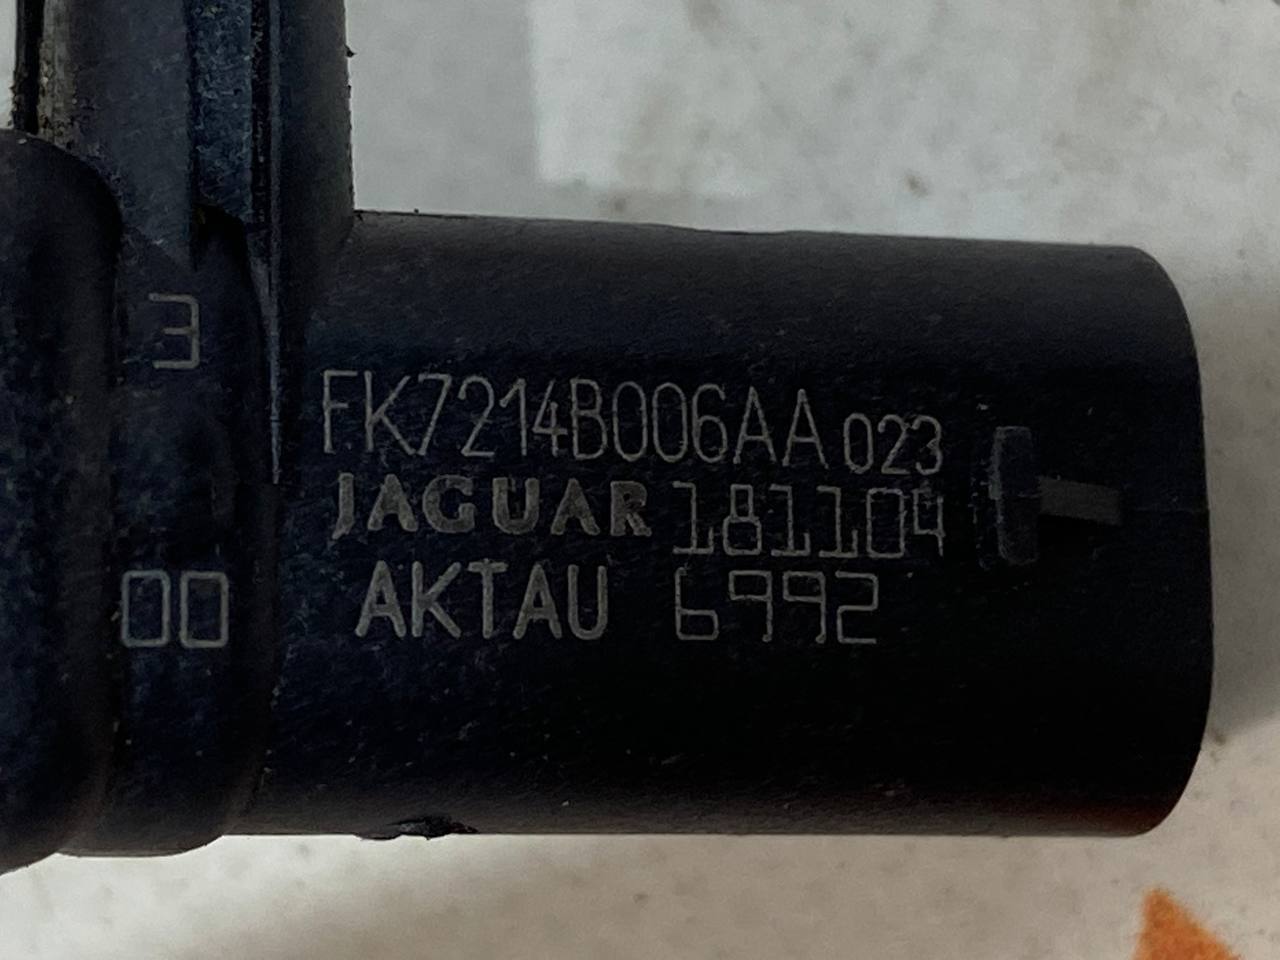 3
FK7214B006AA 023
JAGUAR 181104
00
AKTAU 6992